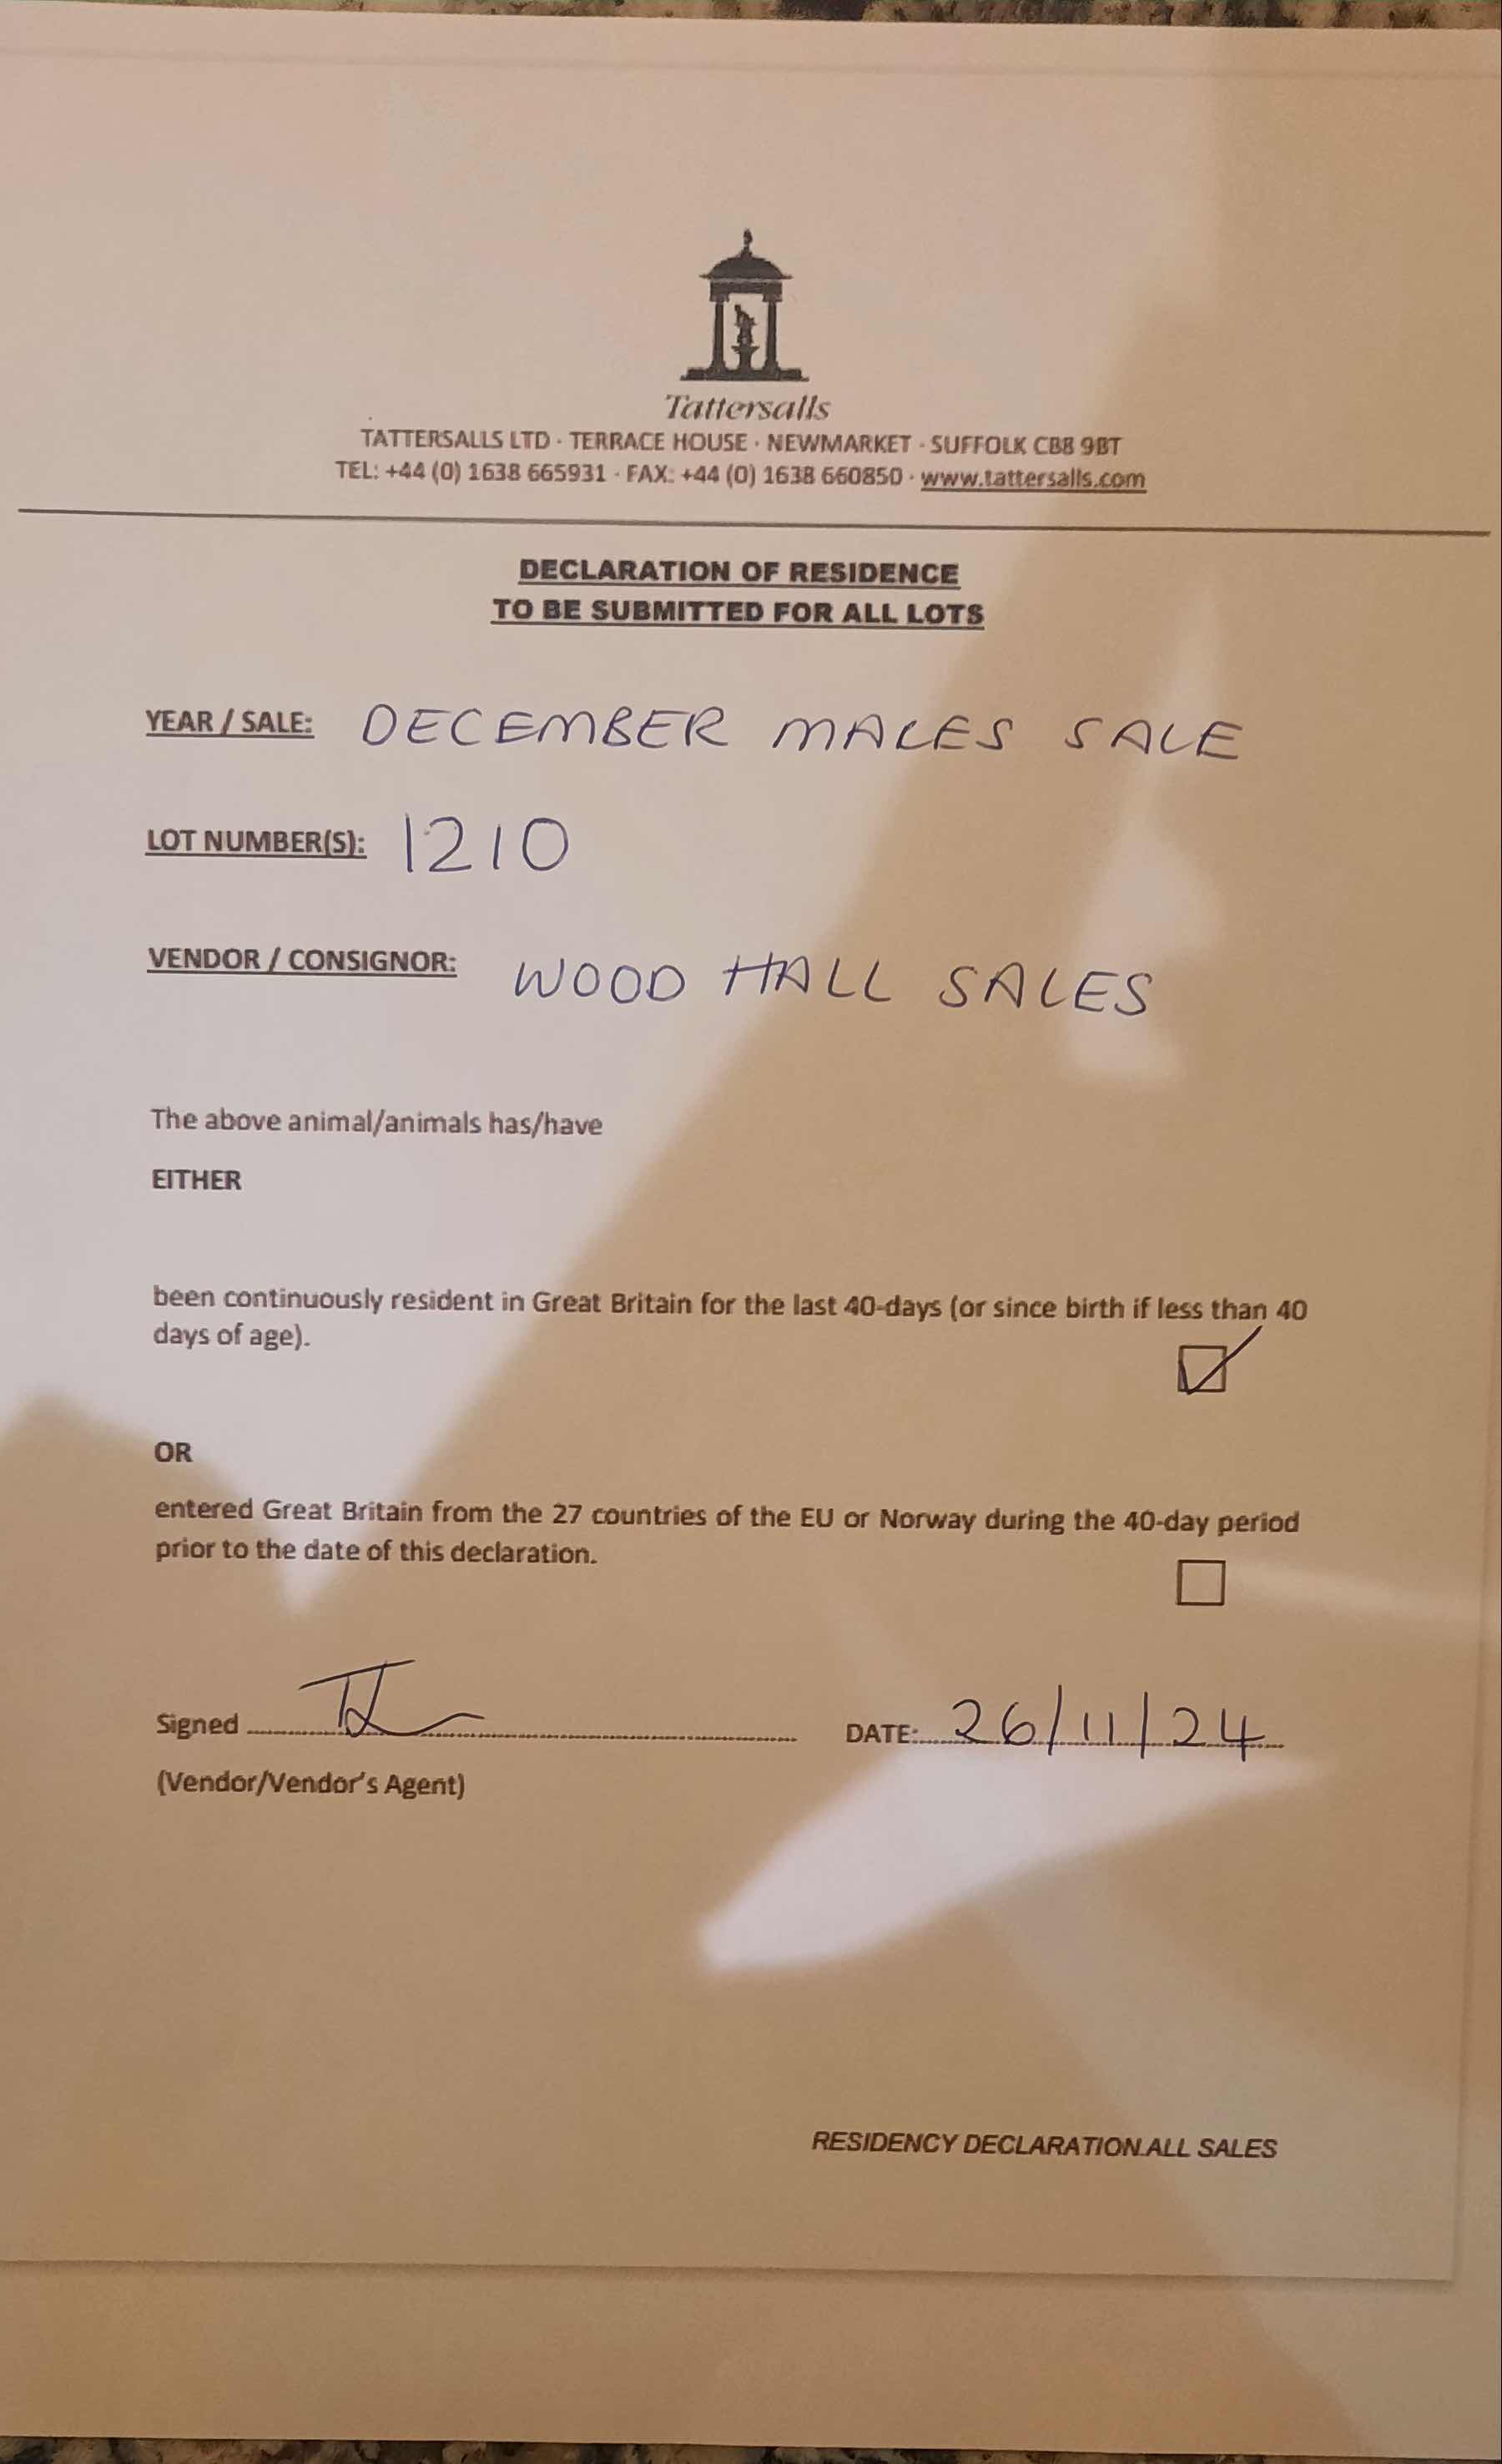 Tattersalls
TATTERSALLS LTD · TERRACE HOUSE · NEWMARKET · SUFFOLK CB8 9BT
TEL: +44 (0) 1638 665931 · FAX: +44 (0) 1638 660850 · www.tattersalls.com
DECLARATION OF RESIDENCE
TO BE SUBMITTED FOR ALL LOTS
YEAR / SALE: DECEMBER MALES SALE
LOT NUMBER(S): 1210
VENDOR / CONSIGNOR: WOOD HALL SALES
The above animal/animals has/have
EITHER
been continuously resident in Great Britain for the last 40-days (or since birth if less than 40
days of age).
OR
entered Great Britain from the 27 countries of the EU or Norway during the 40-day period
prior to the date of this declaration.
Signed DATE: 26/11/24
(Vendor/Vendor's Agent)
RESIDENCY DECLARATION.ALL SALES